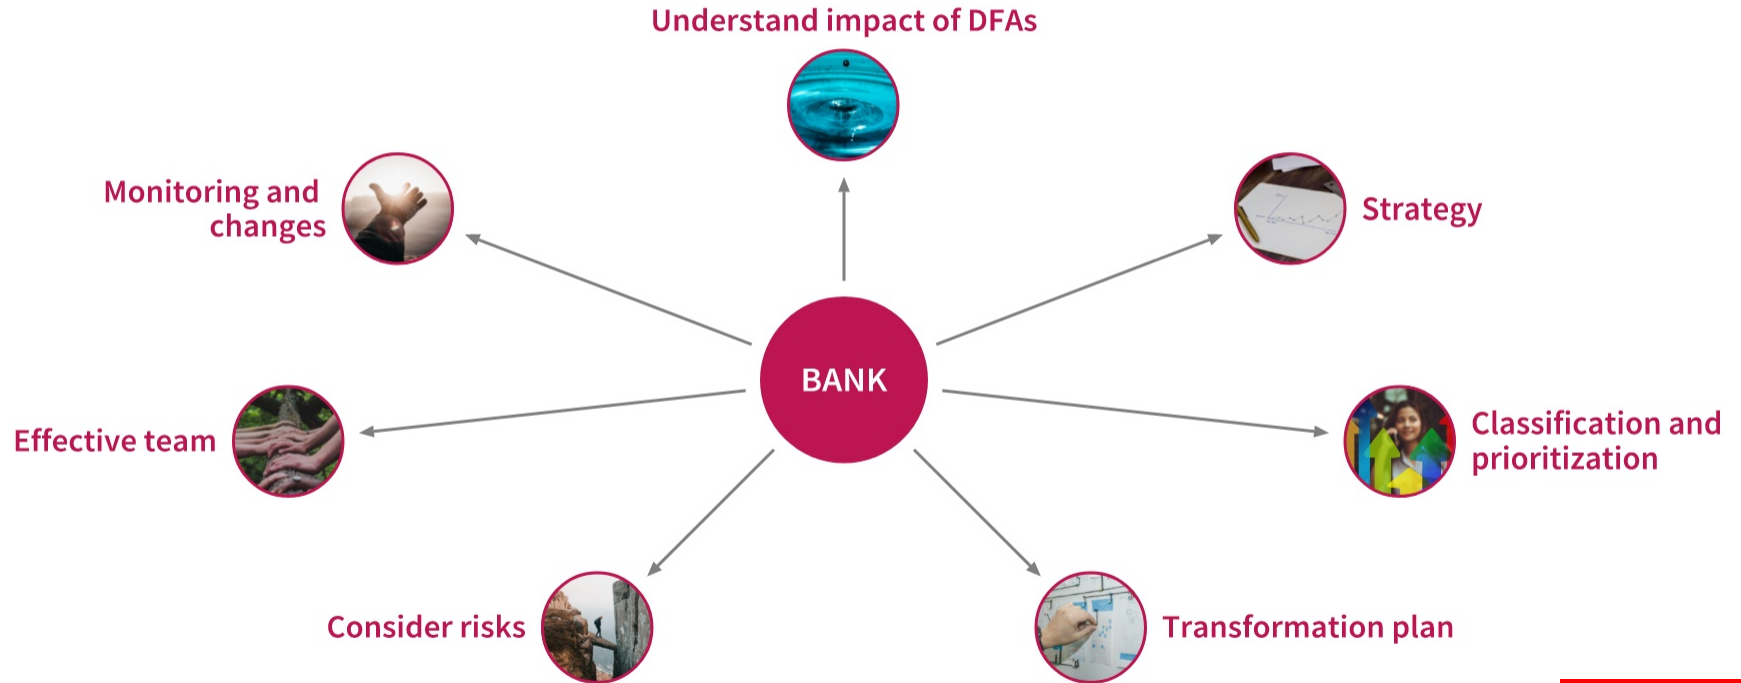 Understand impact of DFAs
Monitoring and
changes
Strategy
BANK
Effective team
Classification and
prioritization
Consider risks
Transformation plan